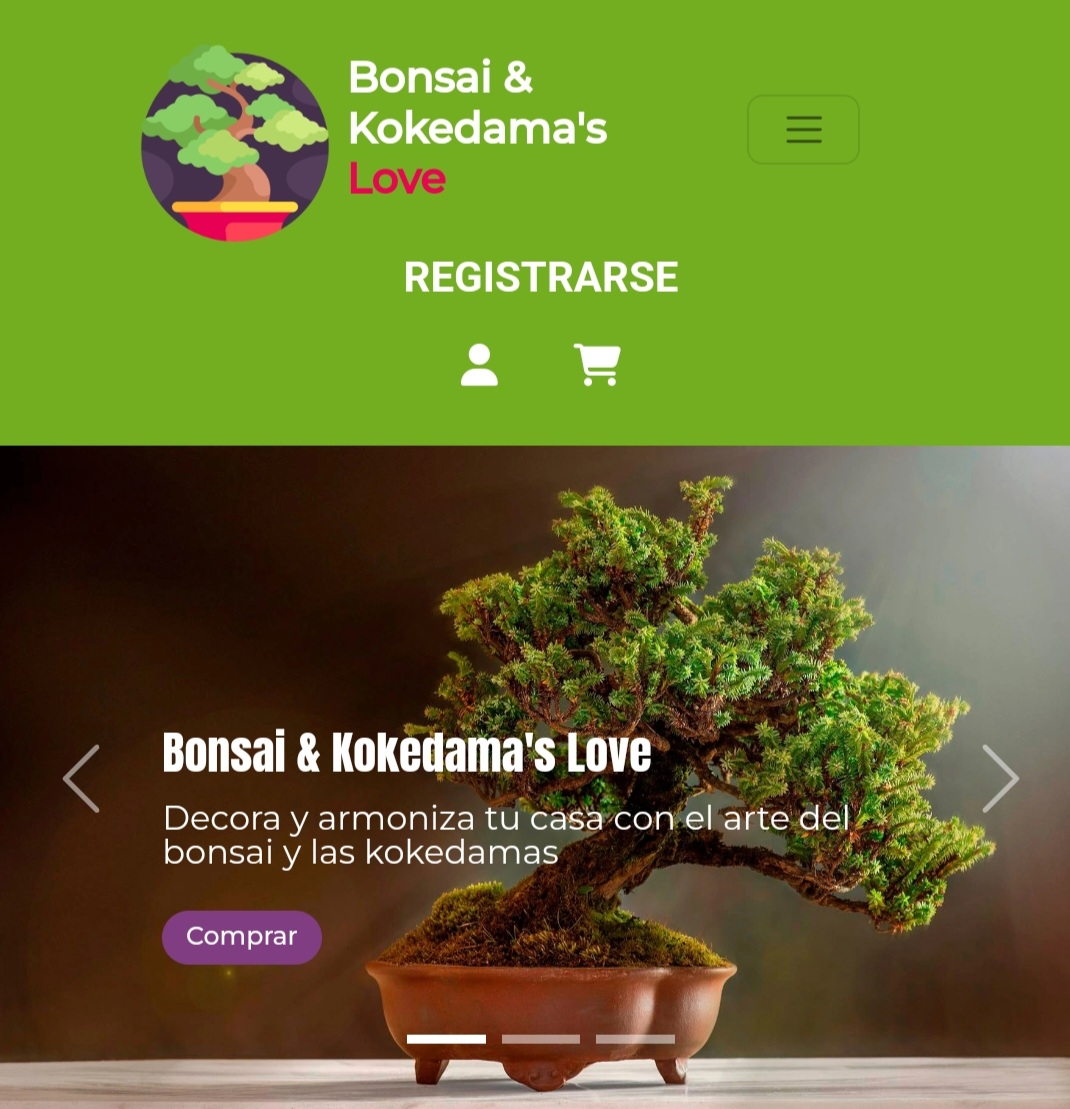 Bonsai &
Kokedama's
Love
REGISTRARSE
Bonsai & Kokedama's Love
Decora y armoniza tu casa con el arte del
bonsai y las kokedamas
Comprar